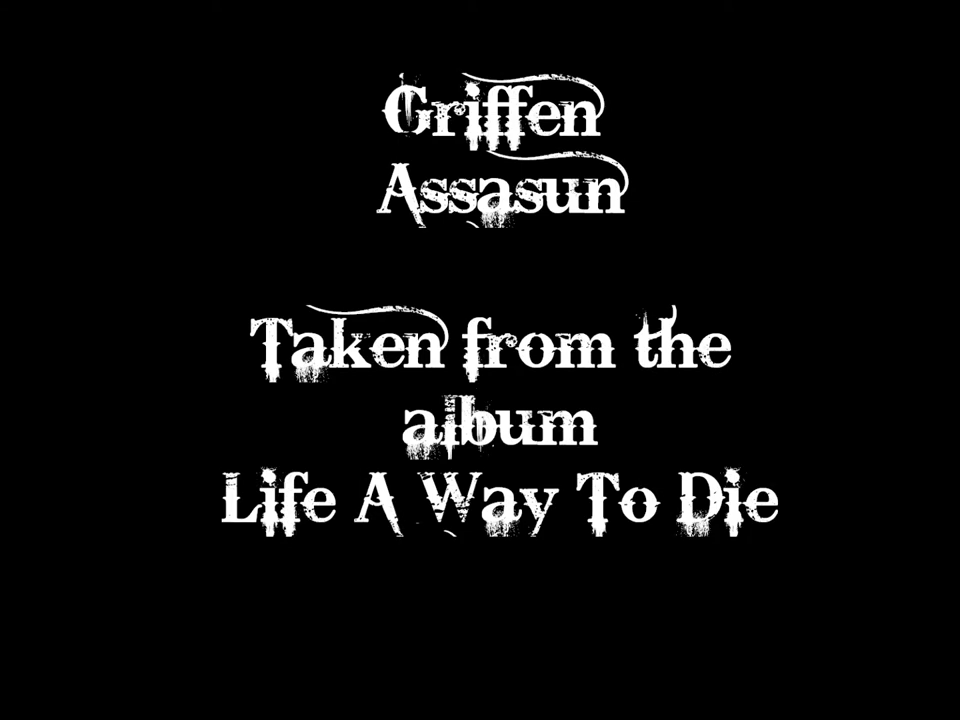 Griffen
Assasun
Taken from the
album
Life A Way To Die